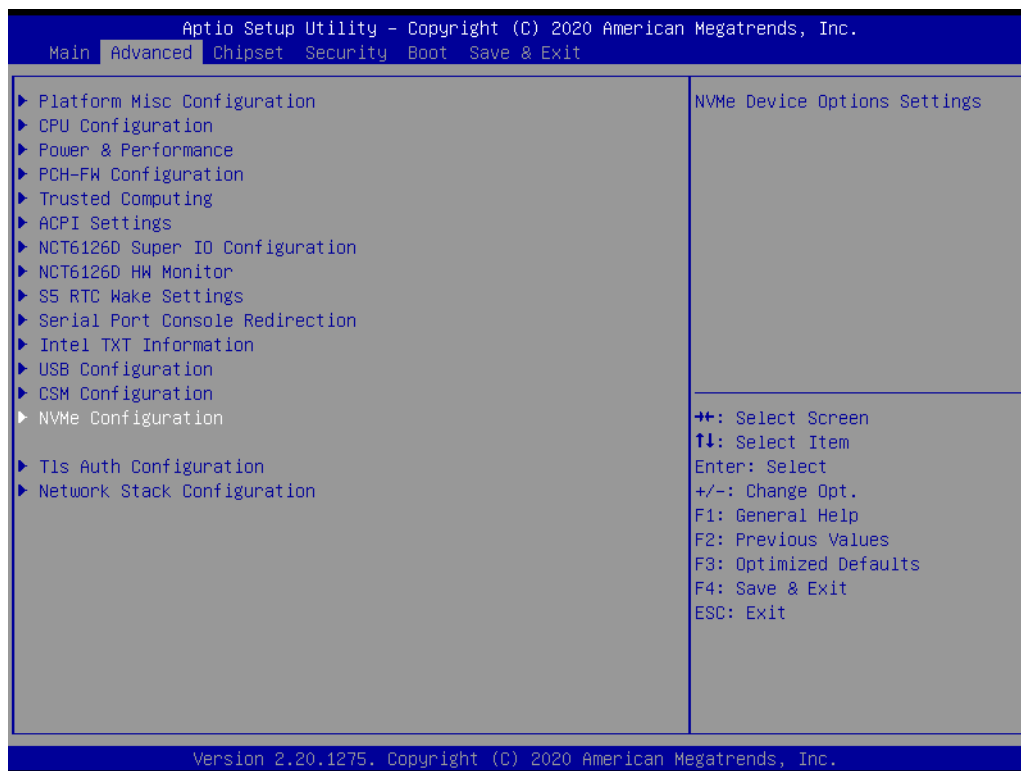 Aptio Setup Utility – Copyright (C) 2020 American Megatrends, Inc.
Main Advanced Chipset Security Boot Save & Exit
▶ Platform Misc Configuration
▶ CPU Configuration
▶ Power & Performance
▶ PCH-FW Configuration
▶ Trusted Computing
▶ ACPI Settings
▶ NCT6126D Super IO Configuration
▶ NCT6126D HW Monitor
▶ S5 RTC Wake Settings
▶ Serial Port Console Redirection
▶ Intel TXT Information
▶ USB Configuration
▶ CSM Configuration
▶ NVMe Configuration
▶ Tls Auth Configuration
▶ Network Stack Configuration
NVMe Device Options Settings
→←: Select Screen
↑↓: Select Item
Enter: Select
+/-: Change Opt.
F1: General Help
F2: Previous Values
F3: Optimized Defaults
F4: Save & Exit
ESC: Exit
Version 2.20.1275. Copyright (C) 2020 American Megatrends, Inc.